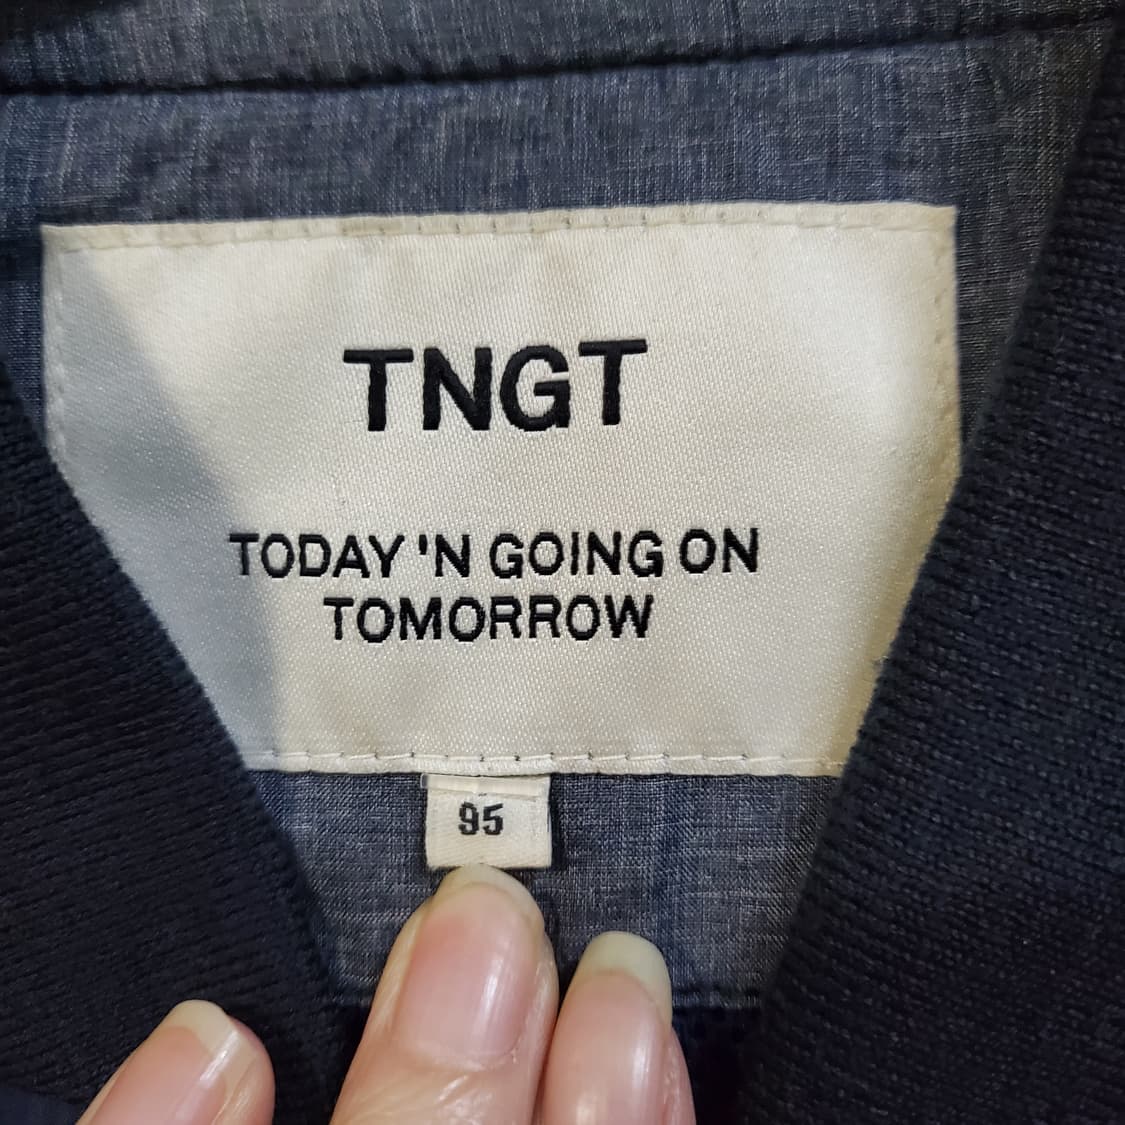 TNGT
TODAY 'N GOING ON
TOMORROW
95